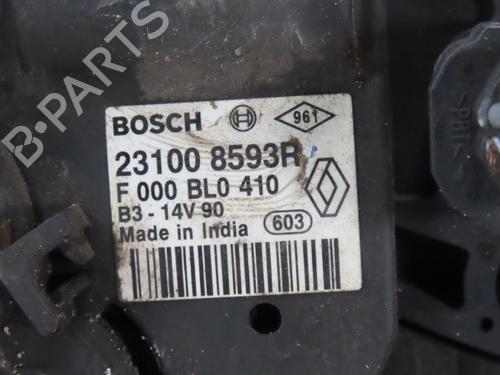 B-PARTS
BOSCH 961
23100 8593R
F 000 BL0 410
B3 - 14V 90
Made in India 603